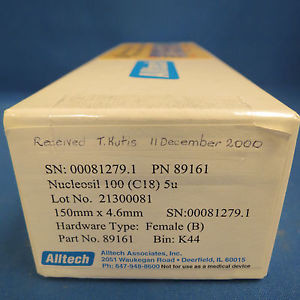 Alltech
Received T. Kutis 11 December 2000
SN: 00081279.1 PN 89161
Nucleosil 100 (C18) 5u
Lot No. 21300081
150mm x 4.6mm SN:00081279.1
Hardware Type: Female (B)
Part No. 89161 Bin: K44
Alltech
Alltech Associates, Inc.
2051 Waukegan Road • Deerfield, IL 60015
Ph: 847-948-8600 Not for use as a medical device